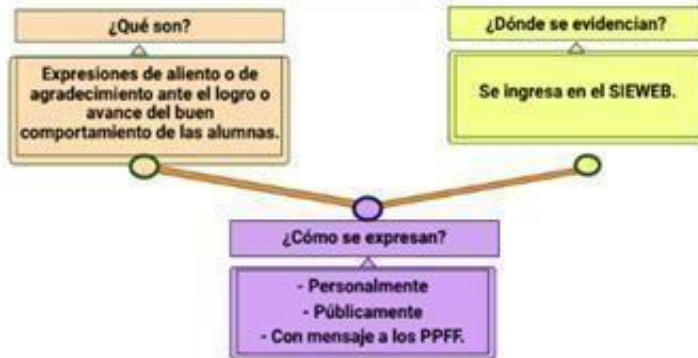 ¿Qué son?
Expresiones de aliento o de
agradecimiento ante el logro o
avance del buen
comportamiento de las alumnas.
¿Dónde se evidencian?
Se ingresa en el SIEWEB.
¿Cómo se expresan?
- Personalmente
- Públicamente
- Con mensaje a los PPFF.